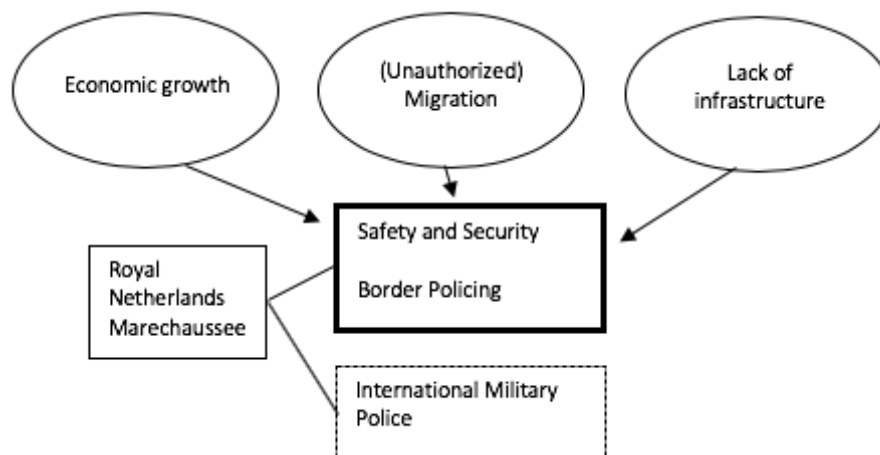 Economic growth
(Unauthorized)
Migration
Lack of
infrastructure
Safety and Security
Border Policing
Royal
Netherlands
Marechaussee
International Military
Police